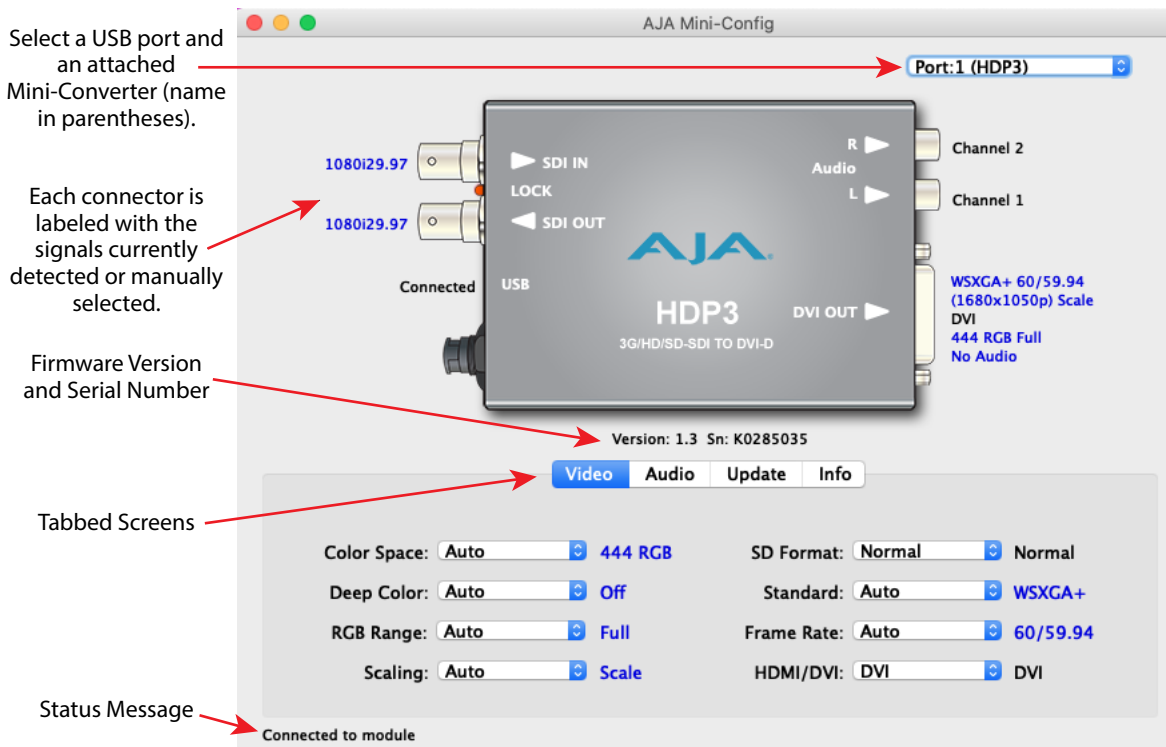 AJA Mini-Config
Select a USB port and
an attached
Mini-Converter (name
in parentheses).
Port:1 (HDP3)
1080i29.97
SDI IN
R
Audio
L
Channel 2
Channel 1
LOCK
Each connector is
labeled with the
signals currently
detected or manually
selected.
1080i29.97
SDI OUT
AJA
Connected
USB
HDP3
3G/HD/SD-SDI TO DVI-D
DVI OUT
WSXGA+ 60/59.94
(1680x1050p) Scale
DVI
444 RGB Full
No Audio
Firmware Version
and Serial Number
Version: 1.3 Sn: K0285035
Tabbed Screens
Video Audio Update Info
Color Space: Auto 444 RGB
SD Format: Normal Normal
Deep Color: Auto Off
Standard: Auto WSXGA+
RGB Range: Auto Full
Frame Rate: Auto 60/59.94
Scaling: Auto Scale
HDMI/DVI: DVI DVI
Status Message
Connected to module